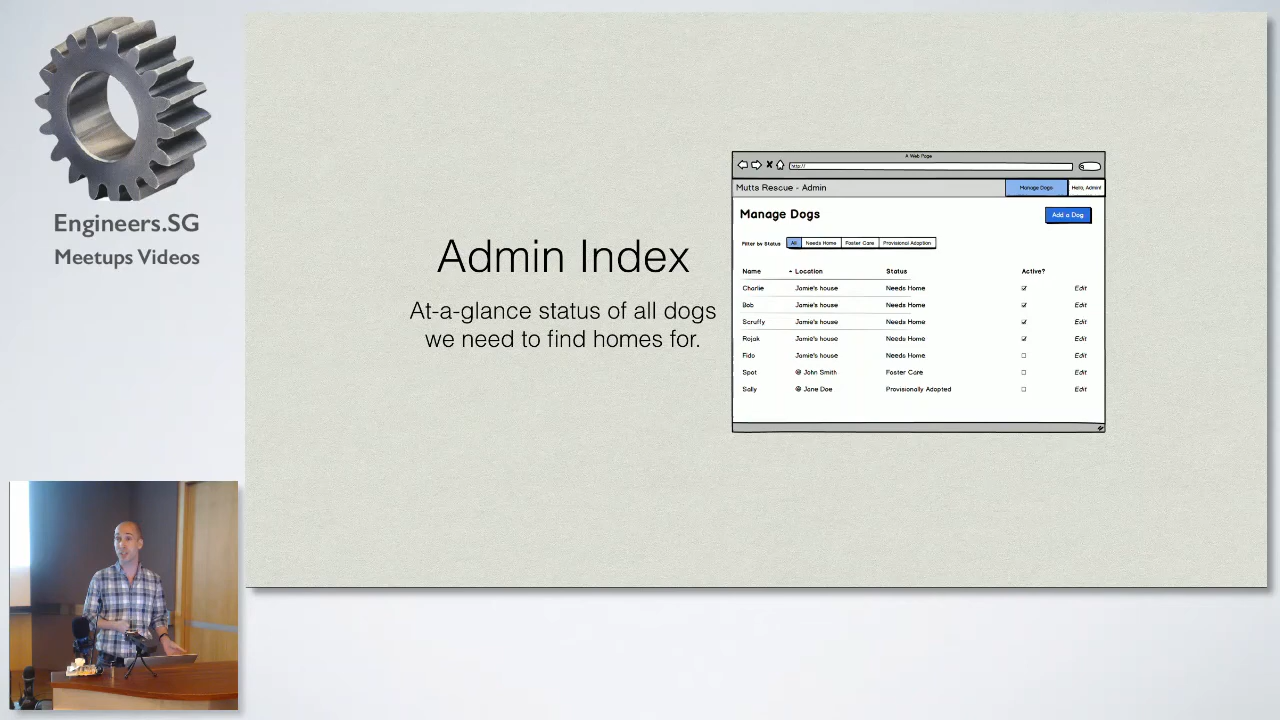 Engineers.SG
Meetups Videos
Admin Index
At-a-glance status of all dogs
we need to find homes for.
A Web Page
http://
Mutts Rescue - Admin
Manage Dogs
Hello, Admin!
Manage Dogs
Add a Dog
Filter by Status
All
Needs Home
Foster Care
Provisional Adoption
Name Location Status Active?
Charlie Jamie's house Needs Home Edit
Bob Jamie's house Needs Home Edit
Scruffy Jamie's house Needs Home Edit
Rojak Jamie's house Needs Home Edit
Fido Jamie's house Needs Home Edit
Spot @ John Smith Foster Care Edit
Sally @ Jane Doe Provisionally Adopted Edit